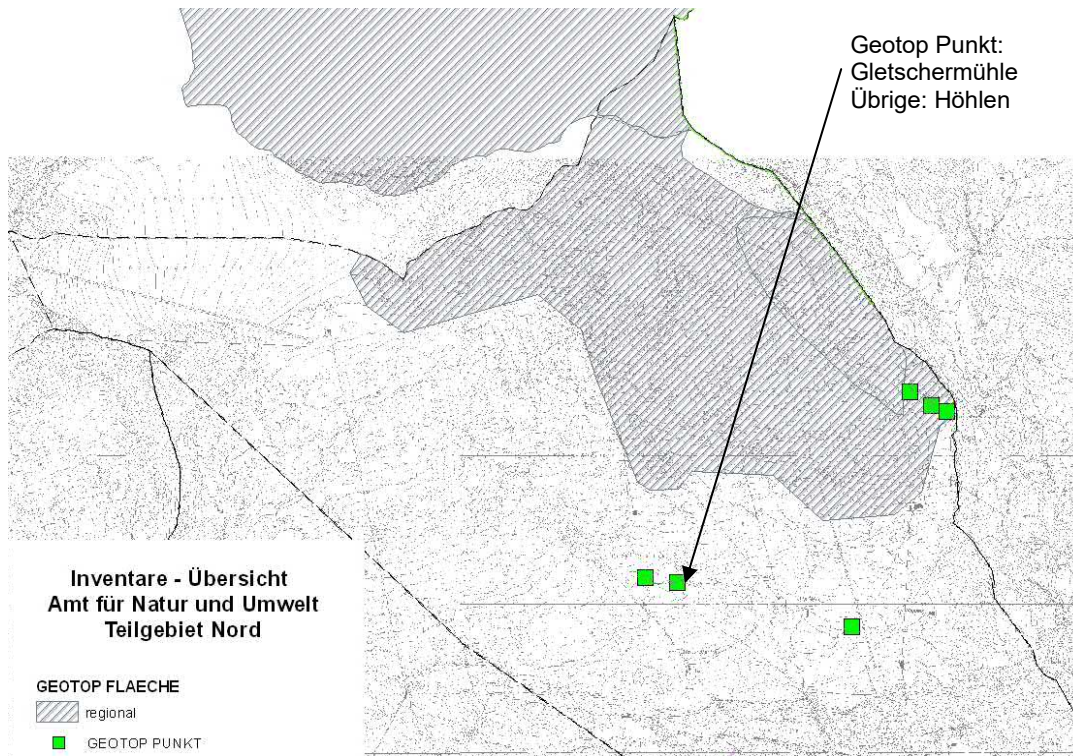 Geotop Punkt:
Gletschermühle
Übrige: Höhlen
Inventare - Übersicht
Amt für Natur und Umwelt
Teilgebiet Nord
GEOTOP FLAECHE
regional
GEOTOP PUNKT